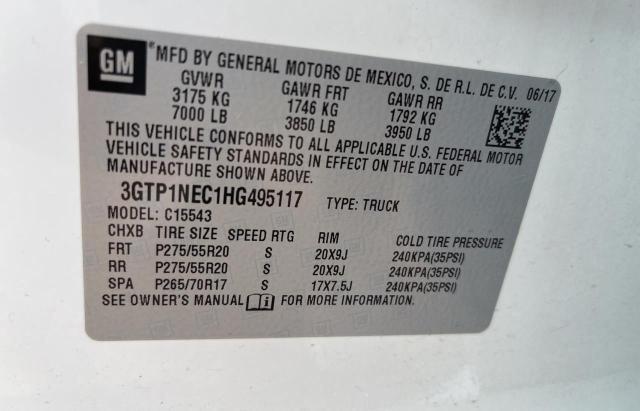 GM
*MFD BY GENERAL MOTORS DE MEXICO, S. DE R.L. DE C.V. 06/17
GVWR GAWR FRT GAWR RR
3175 KG 1746 KG 1792 KG
7000 LB 3850 LB 3950 LB
THIS VEHICLE CONFORMS TO ALL APPLICABLE U.S. FEDERAL MOTOR
VEHICLE SAFETY STANDARDS IN EFFECT ON THE DATE OF
MANUFACTURE SHOWN ABOVE.
3GTP1NEC1HG495117 TYPE: TRUCK
MODEL: C15543
CHXB TIRE SIZE SPEED RTG RIM COLD TIRE PRESSURE
FRT P275/55R20 S 20X9J 240KPA(35PSI)
RR P275/55R20 S 20X9J 240KPA(35PSI)
SPA P265/70R17 S 17X7.5J 240KPA(35PSI)
SEE OWNER'S MANUAL FOR MORE INFORMATION.